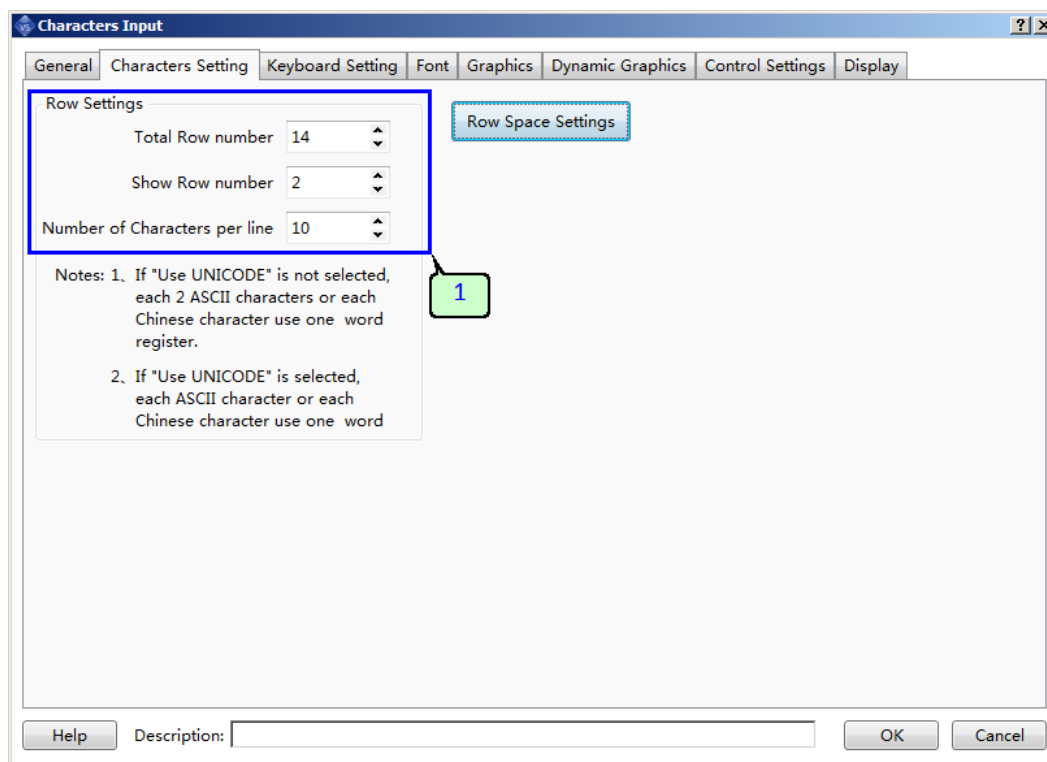 Characters Input
General Characters Setting Keyboard Setting Font Graphics Dynamic Graphics Control Settings Display
Row Settings
Row Space Settings
Total Row number 14
Show Row number 2
Number of Characters per line 10
1
Notes: 1、If "Use UNICODE" is not selected,
each 2 ASCII characters or each
Chinese character use one word
register.
2、If "Use UNICODE" is selected,
each ASCII character or each
Chinese character use one word
Help Description: OK Cancel